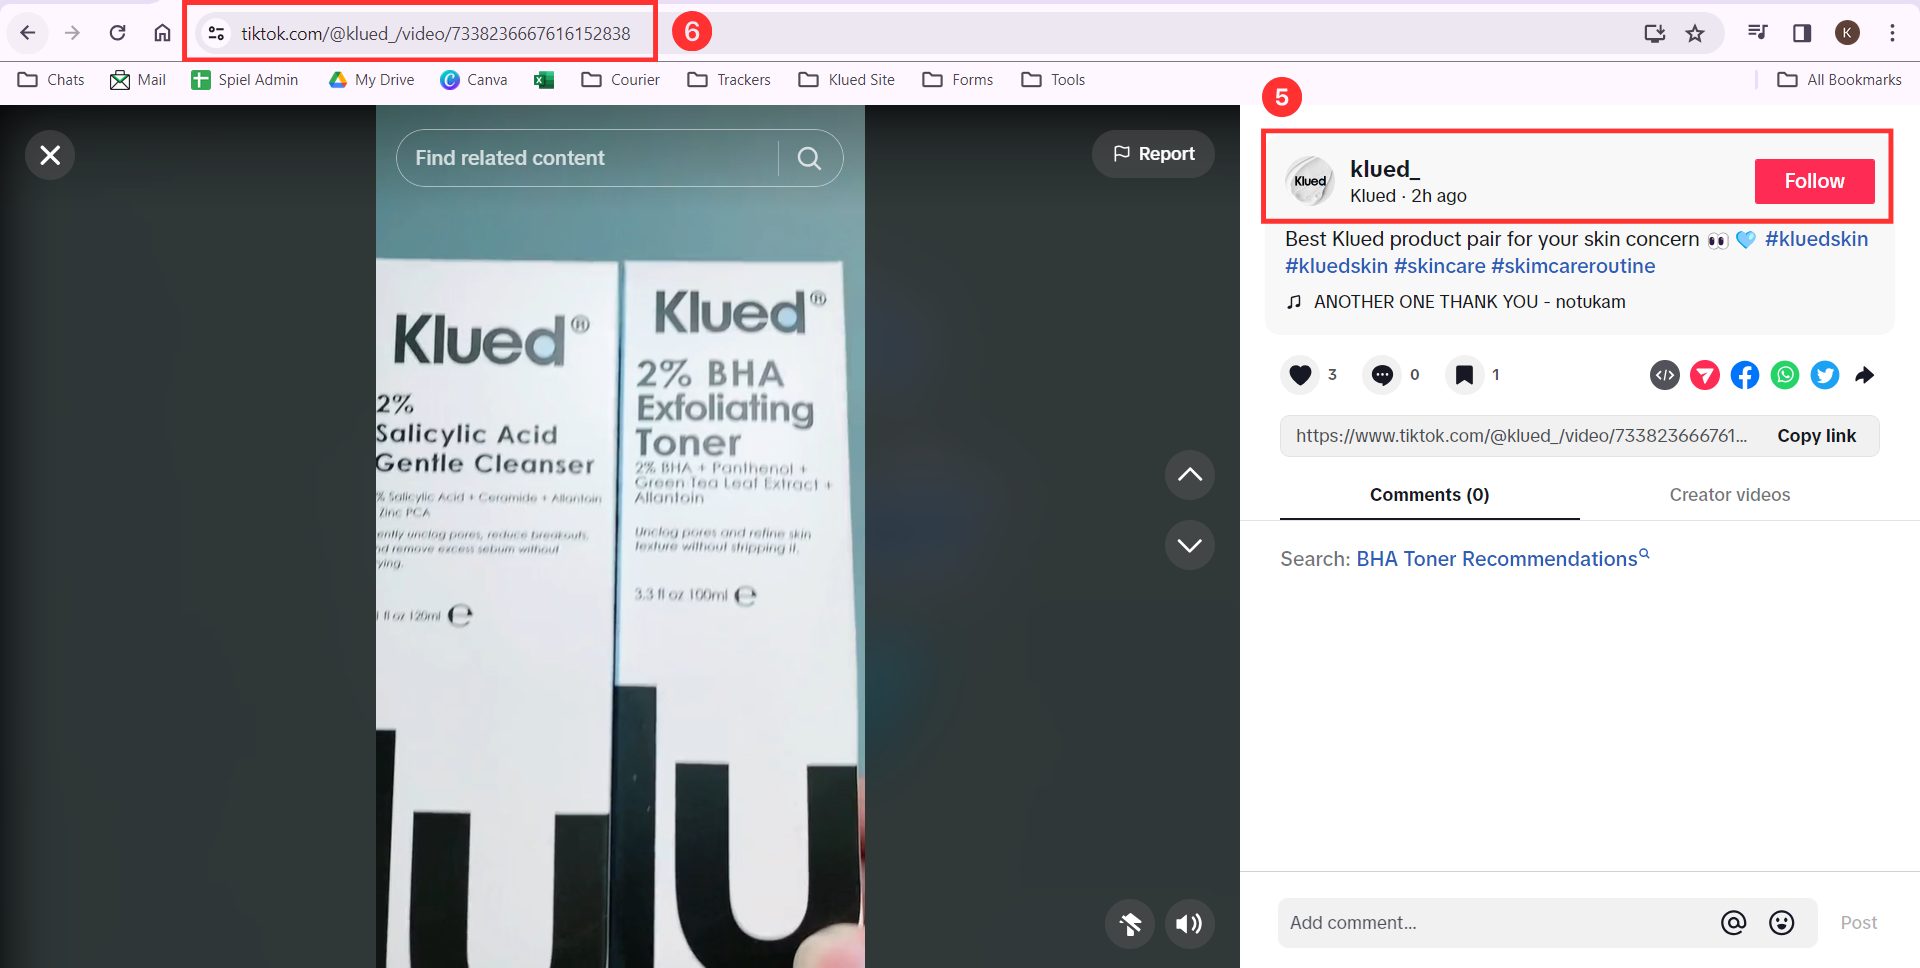 tiktok.com/@klued_/video/7338236667616152838
6
K
Chats
Mail
Spiel Admin
My Drive
Canva
Courier
Trackers
Klued Site
Forms
Tools
All Bookmarks
5
Find related content
Report
Klued
klued_
Klued · 2h ago
Follow
Best Klued product pair for your skin concern 👀 🩵 #kluedskin
#kluedskin #skincare #skimcareroutine
ANOTHER ONE THANK YOU - notukam
3
0
1
https://www.tiktok.com/@klued_/video/733823666761...
Copy link
Comments (0)
Creator videos
Search: BHA Toner Recommendations
Add comment...
Post
Klued®
2%
Salicylic Acid
Gentle Cleanser
% Salicylic Acid + Ceramide + Allantoin
Zinc PCA
ently unclog pores, reduce breakouts,
nd remove excess sebum without
ying.
fl oz 120ml ℮
Klued®
2% BHA
Exfoliating
Toner
2% BHA + Panthenol +
Green Tea Leaf Extract +
Allantoin
Unclog pores and refine skin
texture without stripping it.
3.3 fl oz 100ml ℮
lu
lu